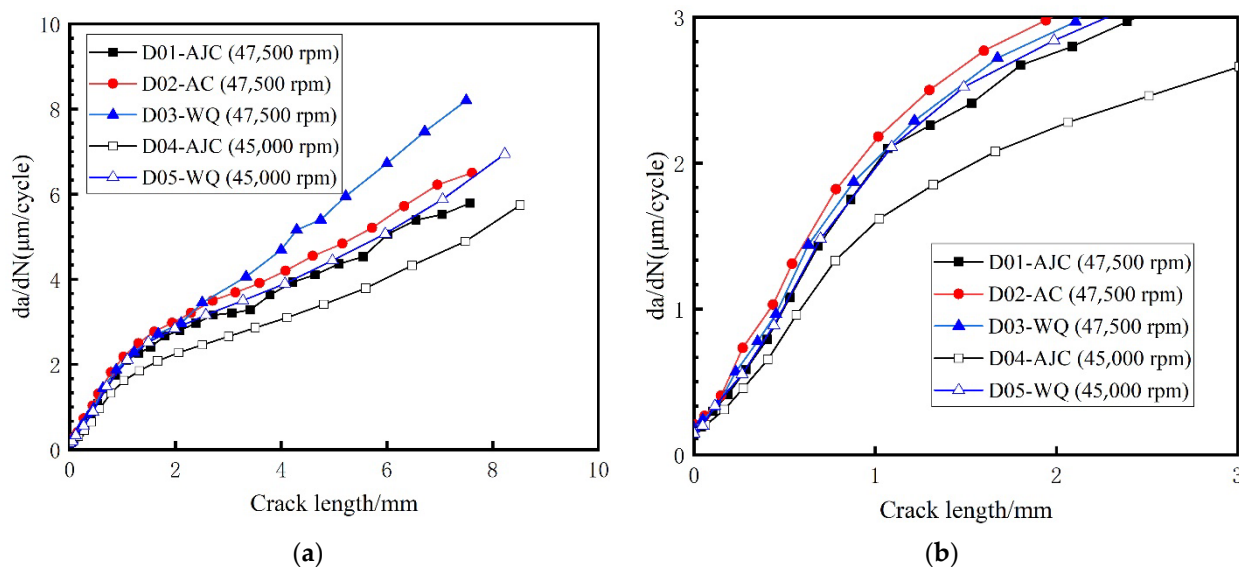 10
8
6
4
2
0
da/dN(μm/cycle)
D01-AJC (47,500 rpm)
D02-AC (47,500 rpm)
D03-WQ (47,500 rpm)
D04-AJC (45,000 rpm)
D05-WQ (45,000 rpm)
0 2 4 6 8 10
Crack length/mm
(a)
3
2
1
0
da/dN(μm/cycle)
D01-AJC (47,500 rpm)
D02-AC (47,500 rpm)
D03-WQ (47,500 rpm)
D04-AJC (45,000 rpm)
D05-WQ (45,000 rpm)
0 1 2 3
Crack length/mm
(b)